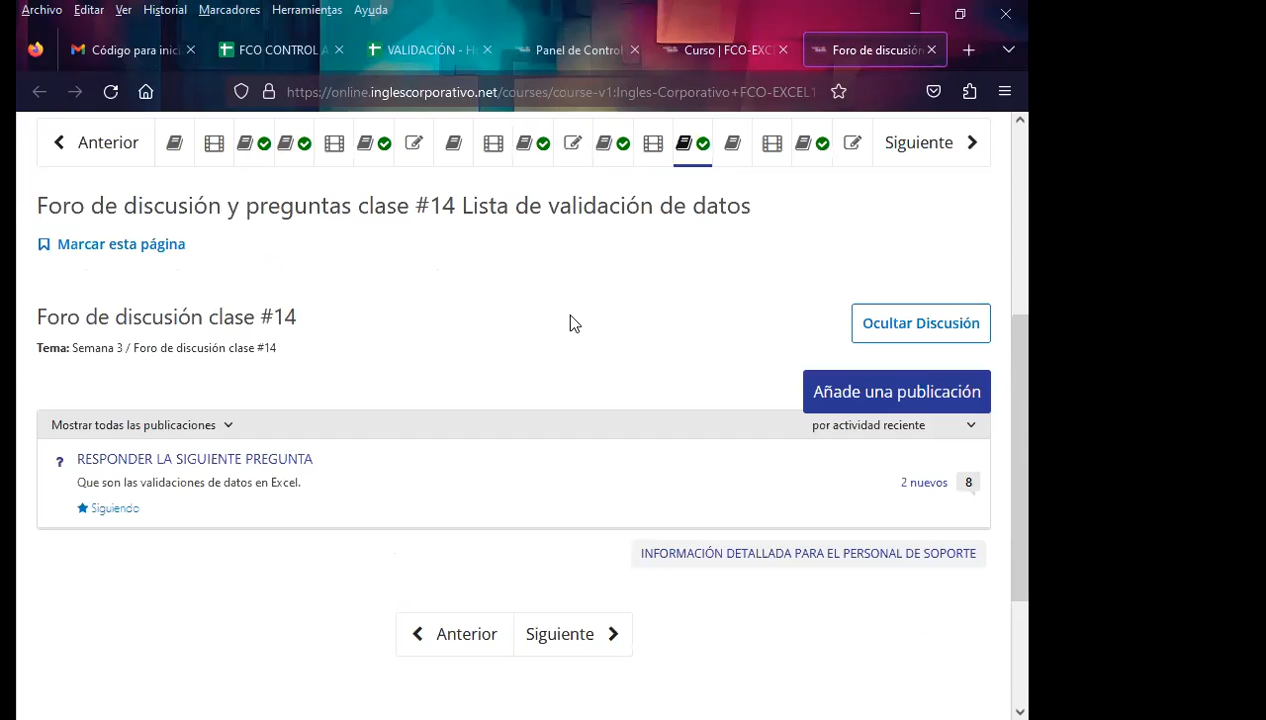 Archivo Editar Ver Historial Marcadores Herramientas Ayuda
Código para inic FCO CONTROL A VALIDACIÓN - H Panel de Control Curso | FCO-EXC Foro de discusión
https://online.inglescorporativo.net/courses/course-v1:Ingles-Corporativo+FCO-EXCEL1
Anterior Siguiente
Foro de discusión y preguntas clase #14 Lista de validación de datos
Marcar esta página
Foro de discusión clase #14
Ocultar Discusión
Tema: Semana 3 / Foro de discusión clase #14
Añade una publicación
Mostrar todas las publicaciones por actividad reciente
? RESPONDER LA SIGUIENTE PREGUNTA
Que son las validaciones de datos en Excel. 2 nuevos 8
Siguiendo
INFORMACIÓN DETALLADA PARA EL PERSONAL DE SOPORTE
Anterior Siguiente